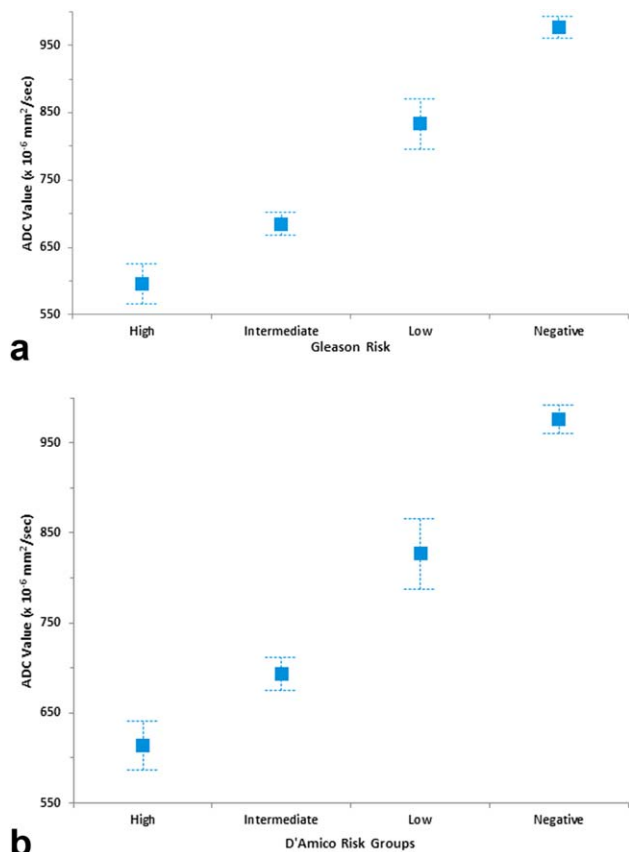 950
850
750
650
550
ADC Value (x 10⁻⁶ mm²/sec)
High
Intermediate
Low
Negative
Gleason Risk
a
950
850
750
650
550
ADC Value (x 10⁻⁶ mm²/sec)
High
Intermediate
Low
Negative
D'Amico Risk Groups
b